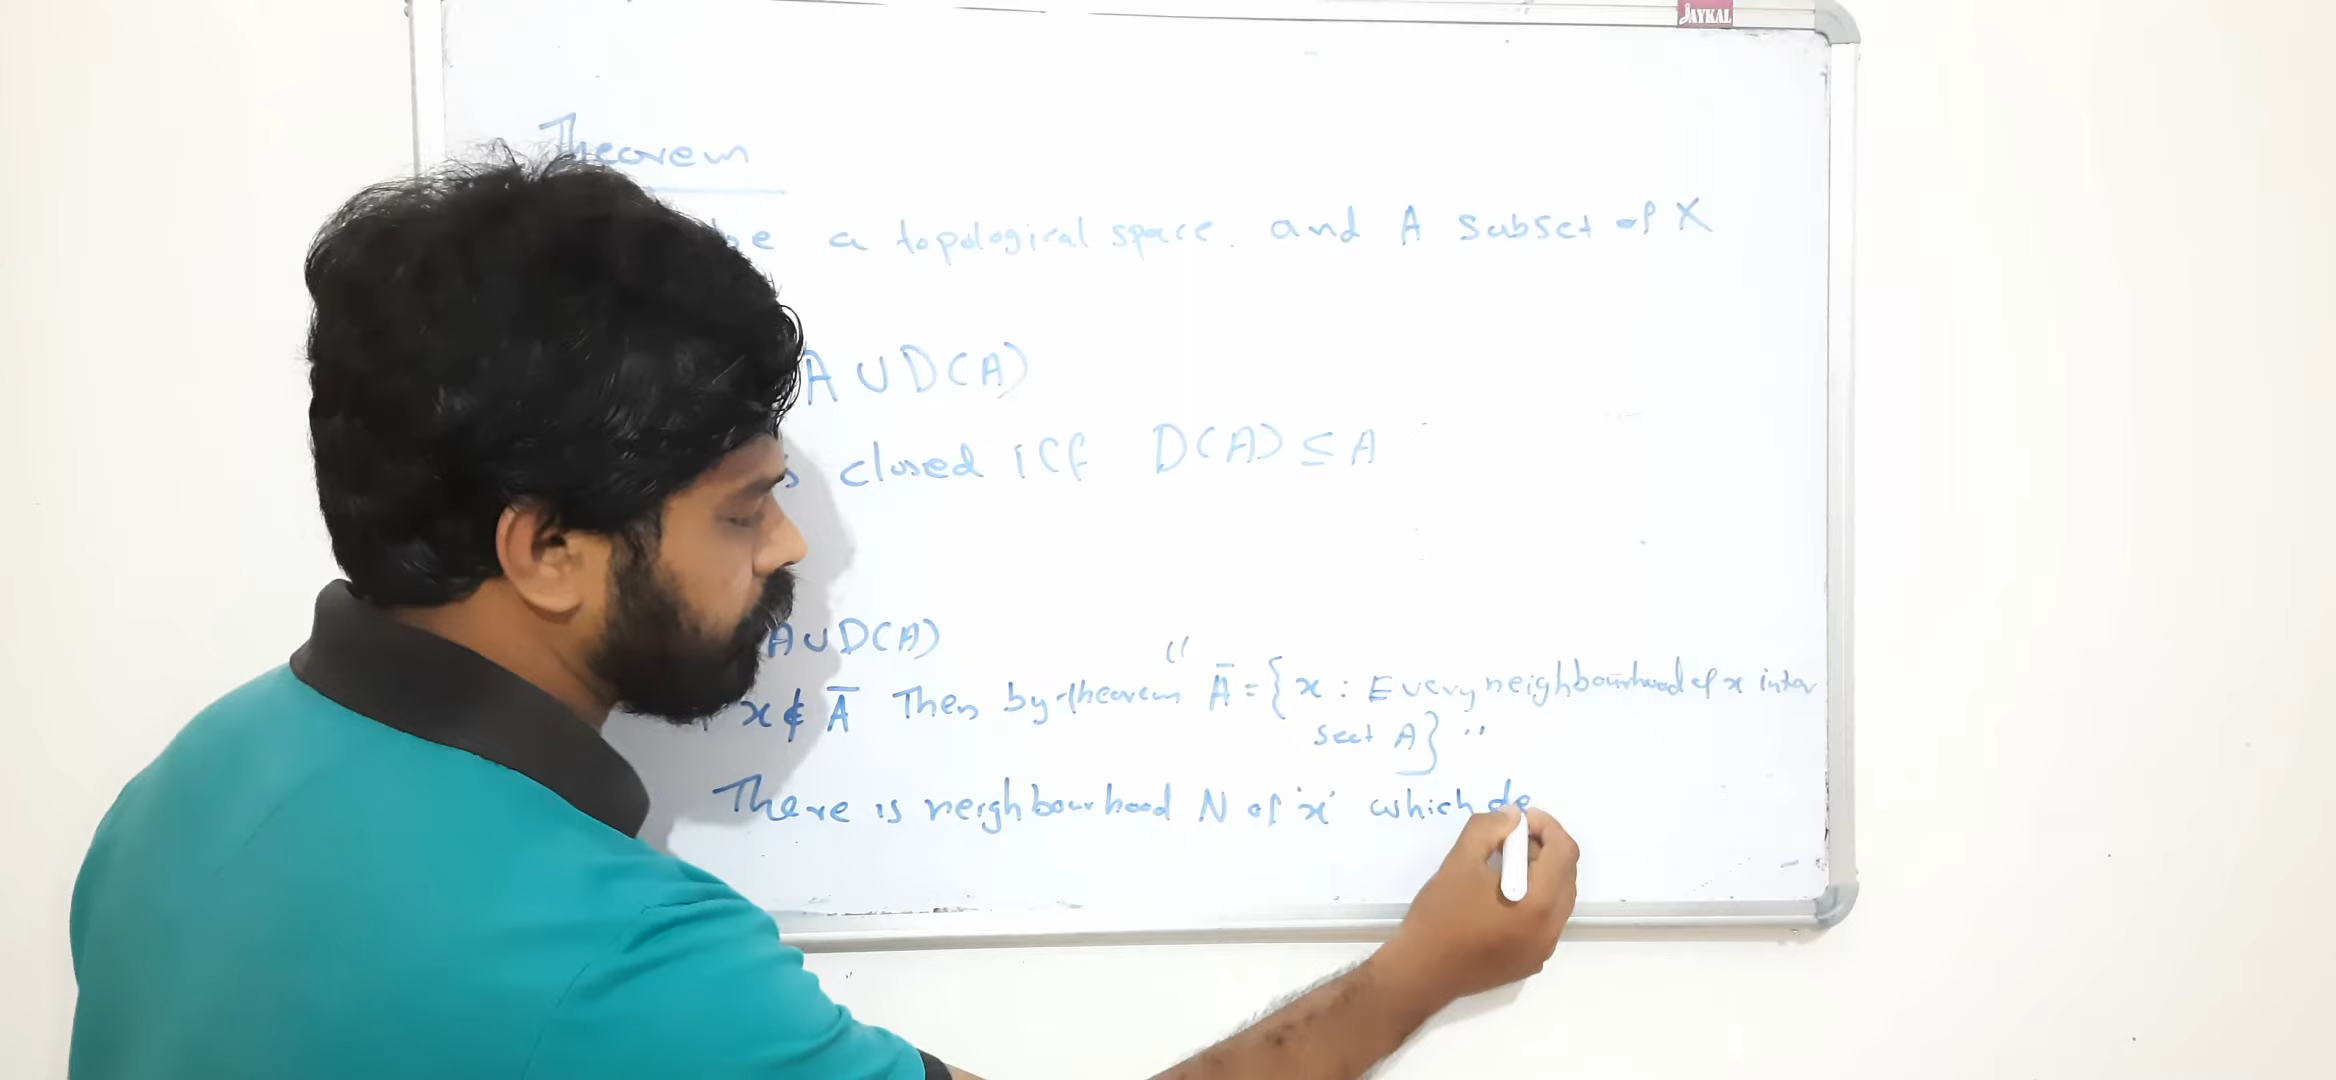 JAYKAL
Theorem
be a topological space. and A subset of X
A ∪ D(A)
s closed iff D(A) ⊆ A
A∪D(A)
x ∉ Ā Then by theorem “ Ā = { x : Every neighbourhood of x inter
sect A} ”
There is neighbourhood N of 'x' which do